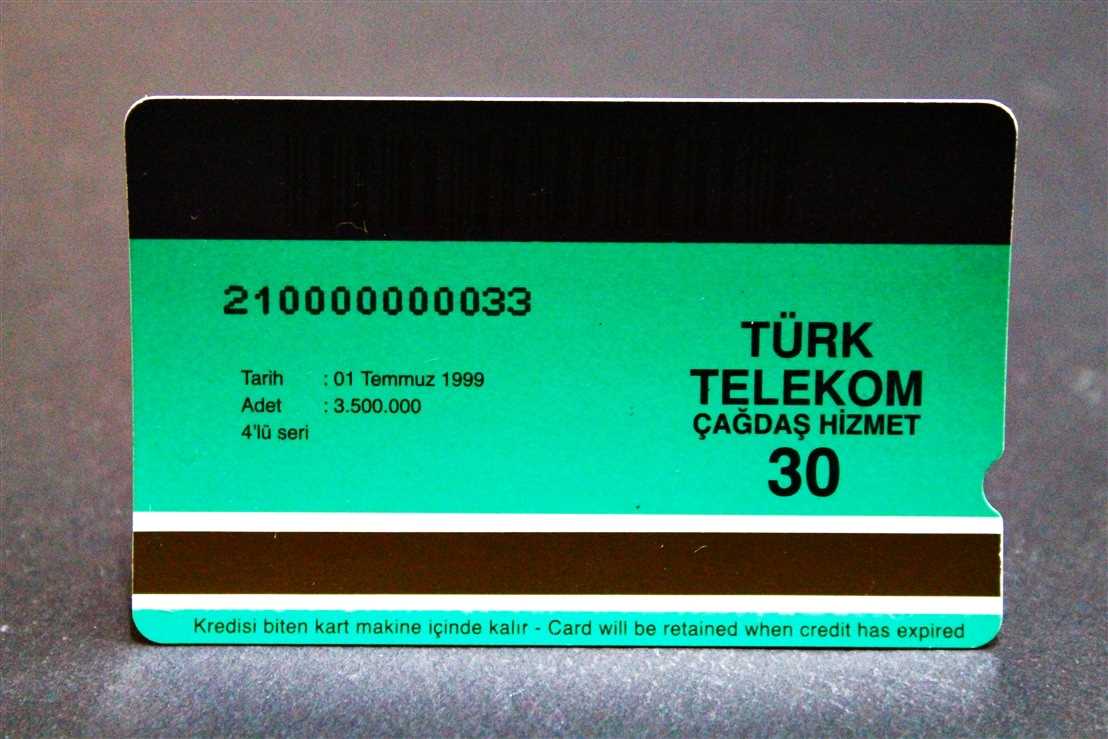 210000000033
Tarih : 01 Temmuz 1999
Adet : 3.500.000
4'lü seri
TÜRK
TELEKOM
ÇAĞDAŞ HİZMET
30
Kredisi biten kart makine içinde kalır - Card will be retained when credit has expired